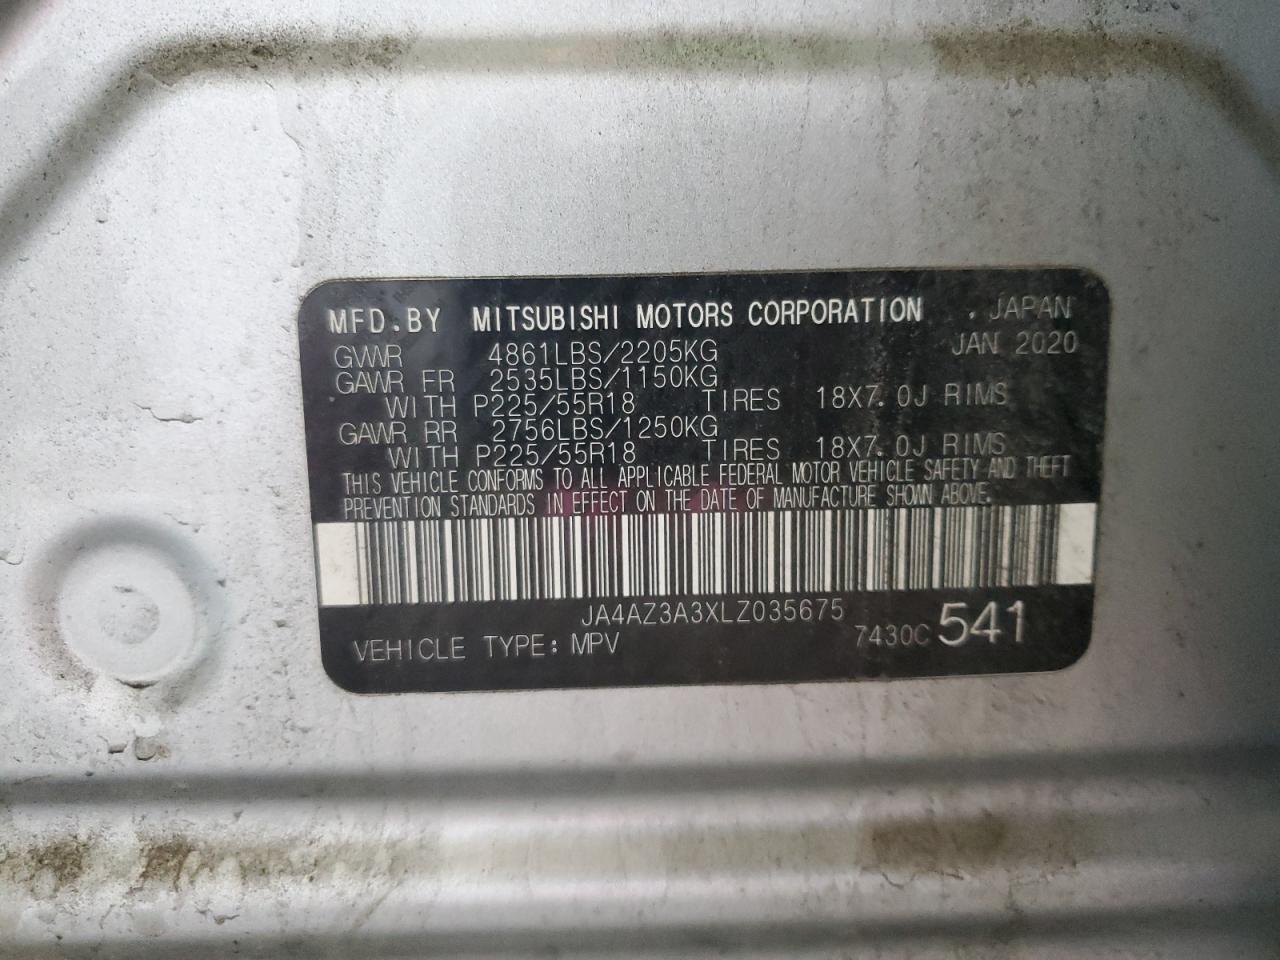 MFD.BY MITSUBISHI MOTORS CORPORATION . JAPAN
GVWR 4861LBS/2205KG JAN 2020
GAWR FR 2535LBS/1150KG
WITH P225/55R18 TIRES 18X7.0J RIMS
GAWR RR 2756LBS/1250KG
WITH P225/55R18 TIRES 18X7.0J RIMS
THIS VEHICLE CONFORMS TO ALL APPLICABLE FEDERAL MOTOR VEHICLE SAFETY AND THEFT
PREVENTION STANDARDS IN EFFECT ON THE DATE OF MANUFACTURE SHOWN ABOVE.
JA4AZ3A3XLZ035675
VEHICLE TYPE: MPV 7430C 541